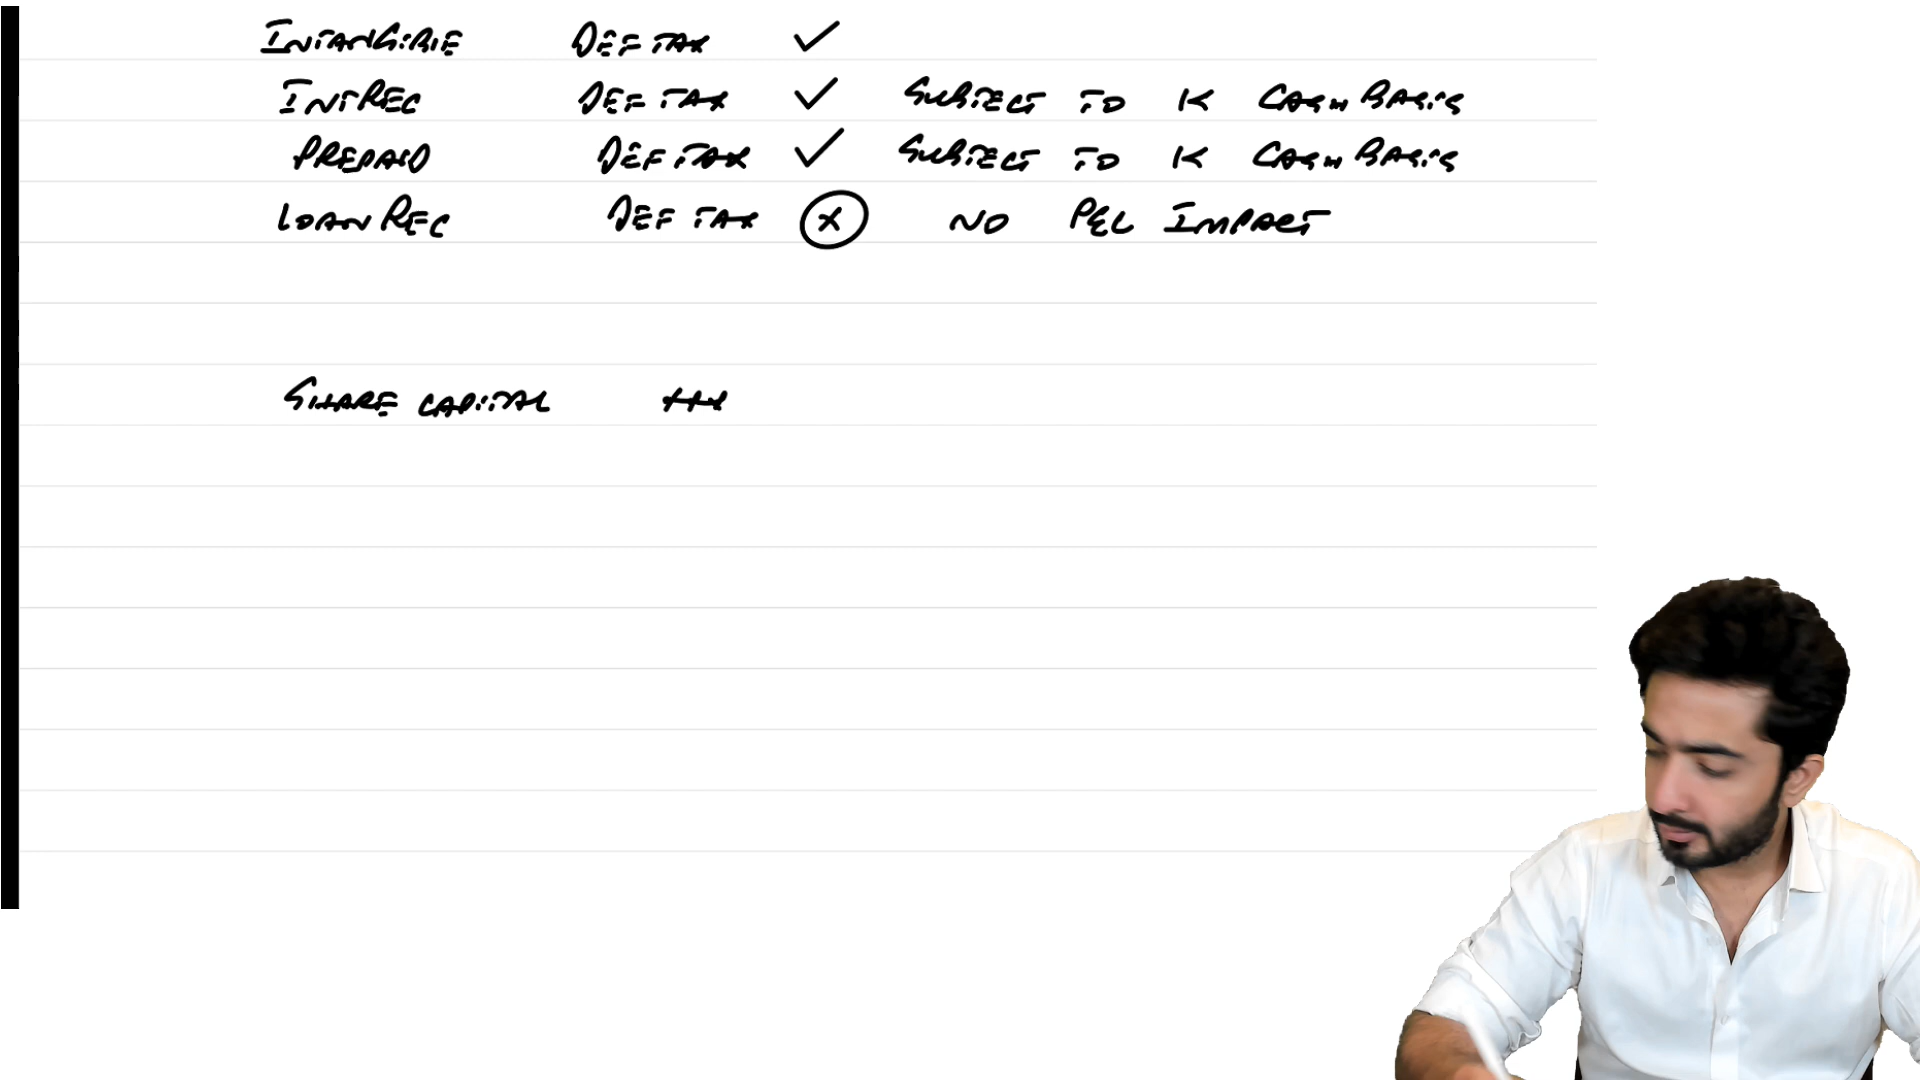 INTANGIBLE DEF TAX ✓
INT REC DEF TAX ✓ SUBJECT TO K CASH BASIS
PREPAID DEF TAX ✓ SUBJECT TO K CASH BASIS
LOAN REC DEF TAX X NO P&L IMPACT
SHARE CAPITAL xxx